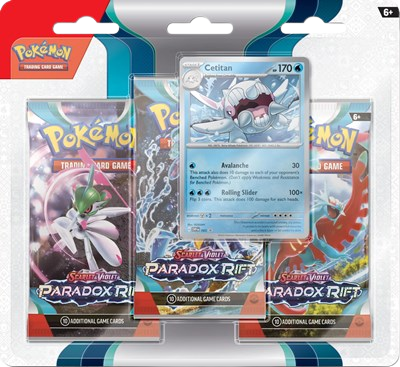 POKÉMON
TRADING CARD GAME
6+
Cetitan
HP 170
Avalanche 30
This attack also does 10 damage to each of your opponent's
Benched Pokémon. (Don't apply Weakness and Resistance
for Benched Pokémon.)
Rolling Slider 100×
Flip 3 coins. This attack does 100 damage for each heads.
POKÉMON
TRADING CARD GAME
SCARLET & VIOLET
PARADOX RIFT
10 ADDITIONAL GAME CARDS
POKÉMON
SCARLET & VIOLET
PARADOX RIFT
10 ADDITIONAL GAME CARDS
6+
SCARLET & VIOLET
PARADOX RIFT
10 ADDITIONAL GAME CARDS